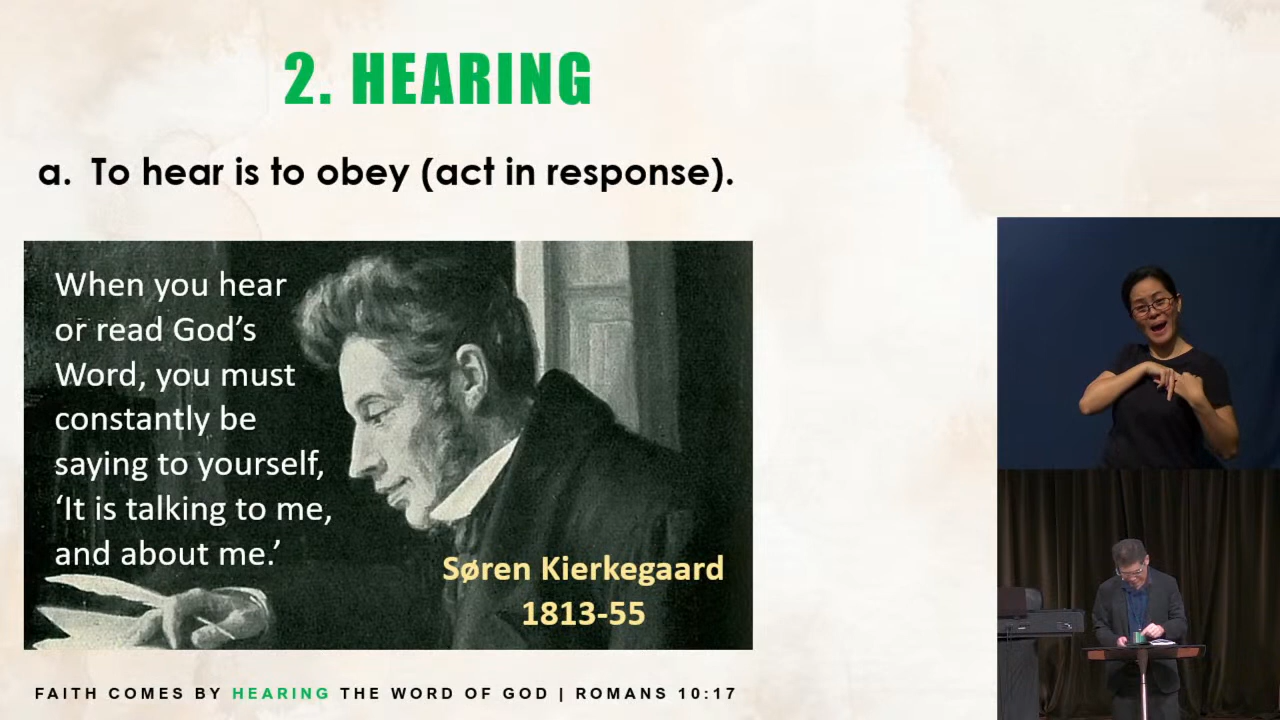 2. HEARING
a. To hear is to obey (act in response).
When you hear
or read God’s
Word, you must
constantly be
saying to yourself,
‘It is talking to me,
and about me.’
Søren Kierkegaard
1813-55
FAITH COMES BY HEARING THE WORD OF GOD | ROMANS 10:17